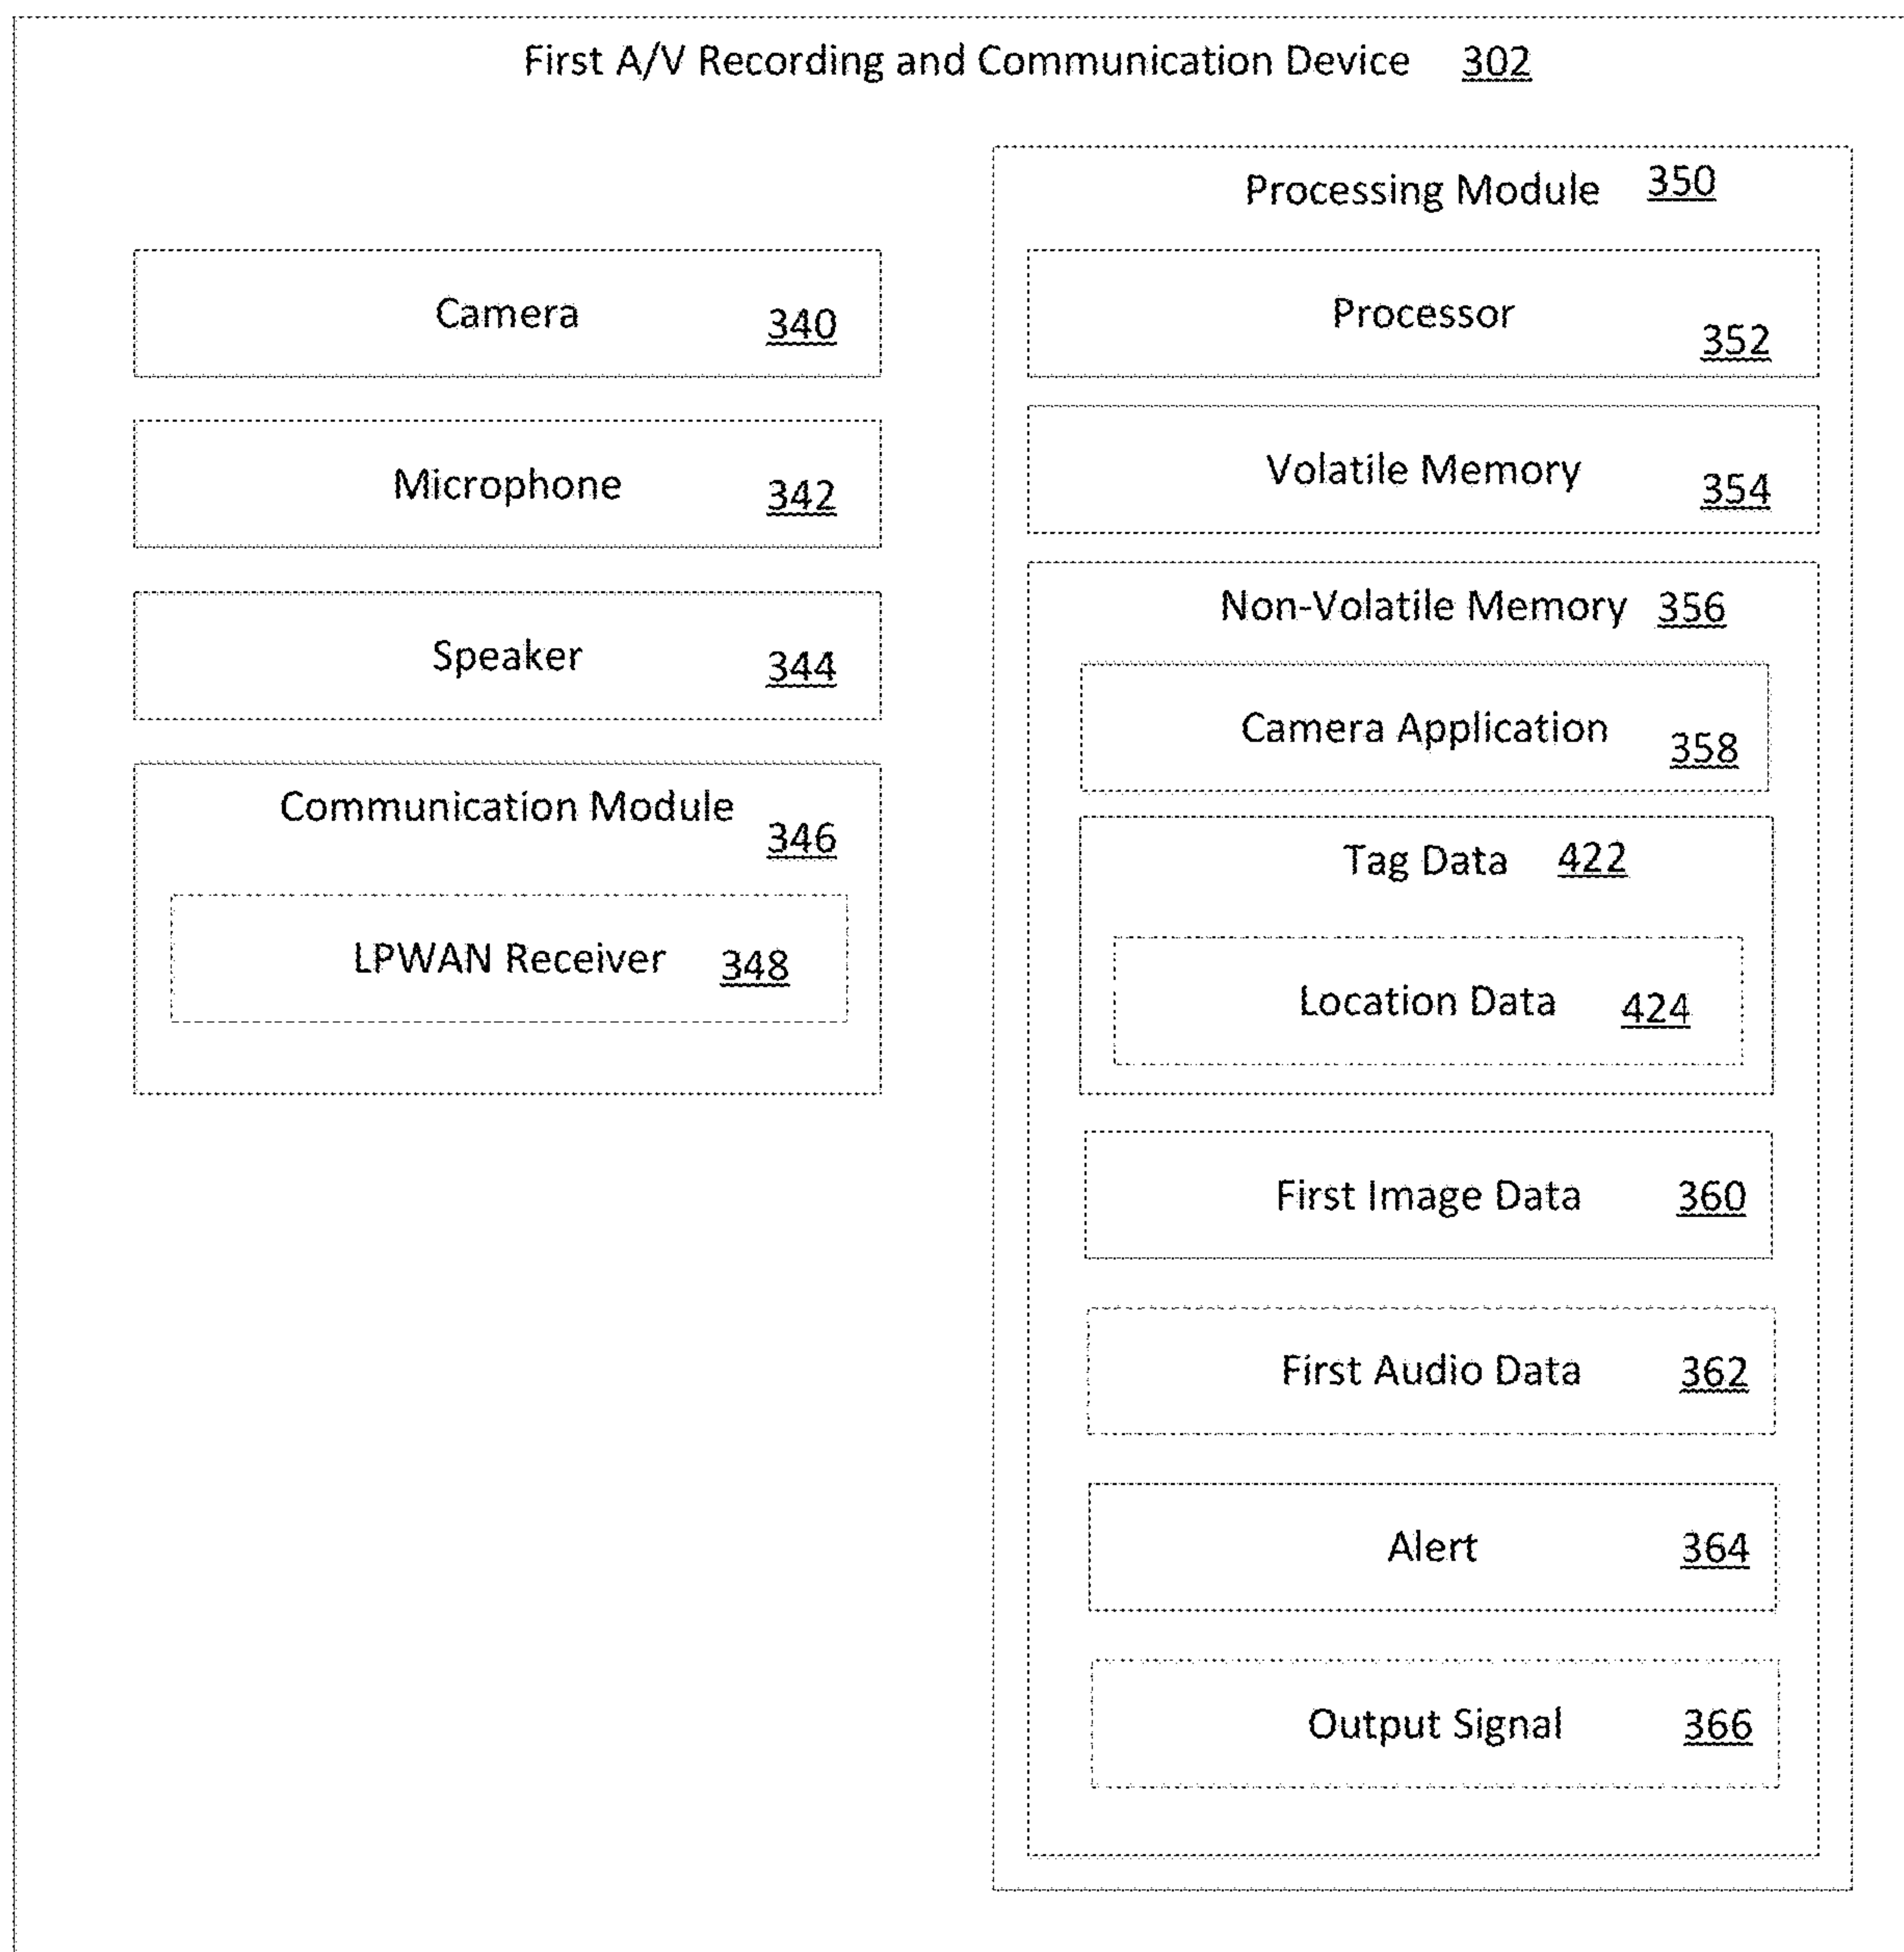 First A/V Recording and Communication Device 302
Camera 340
Microphone 342
Speaker 344
Communication Module 346
LPWAN Receiver 348
Processing Module 350
Processor 352
Volatile Memory 354
Non-Volatile Memory 356
Camera Application 358
Tag Data 422
Location Data 424
First Image Data 360
First Audio Data 362
Alert 364
Output Signal 366